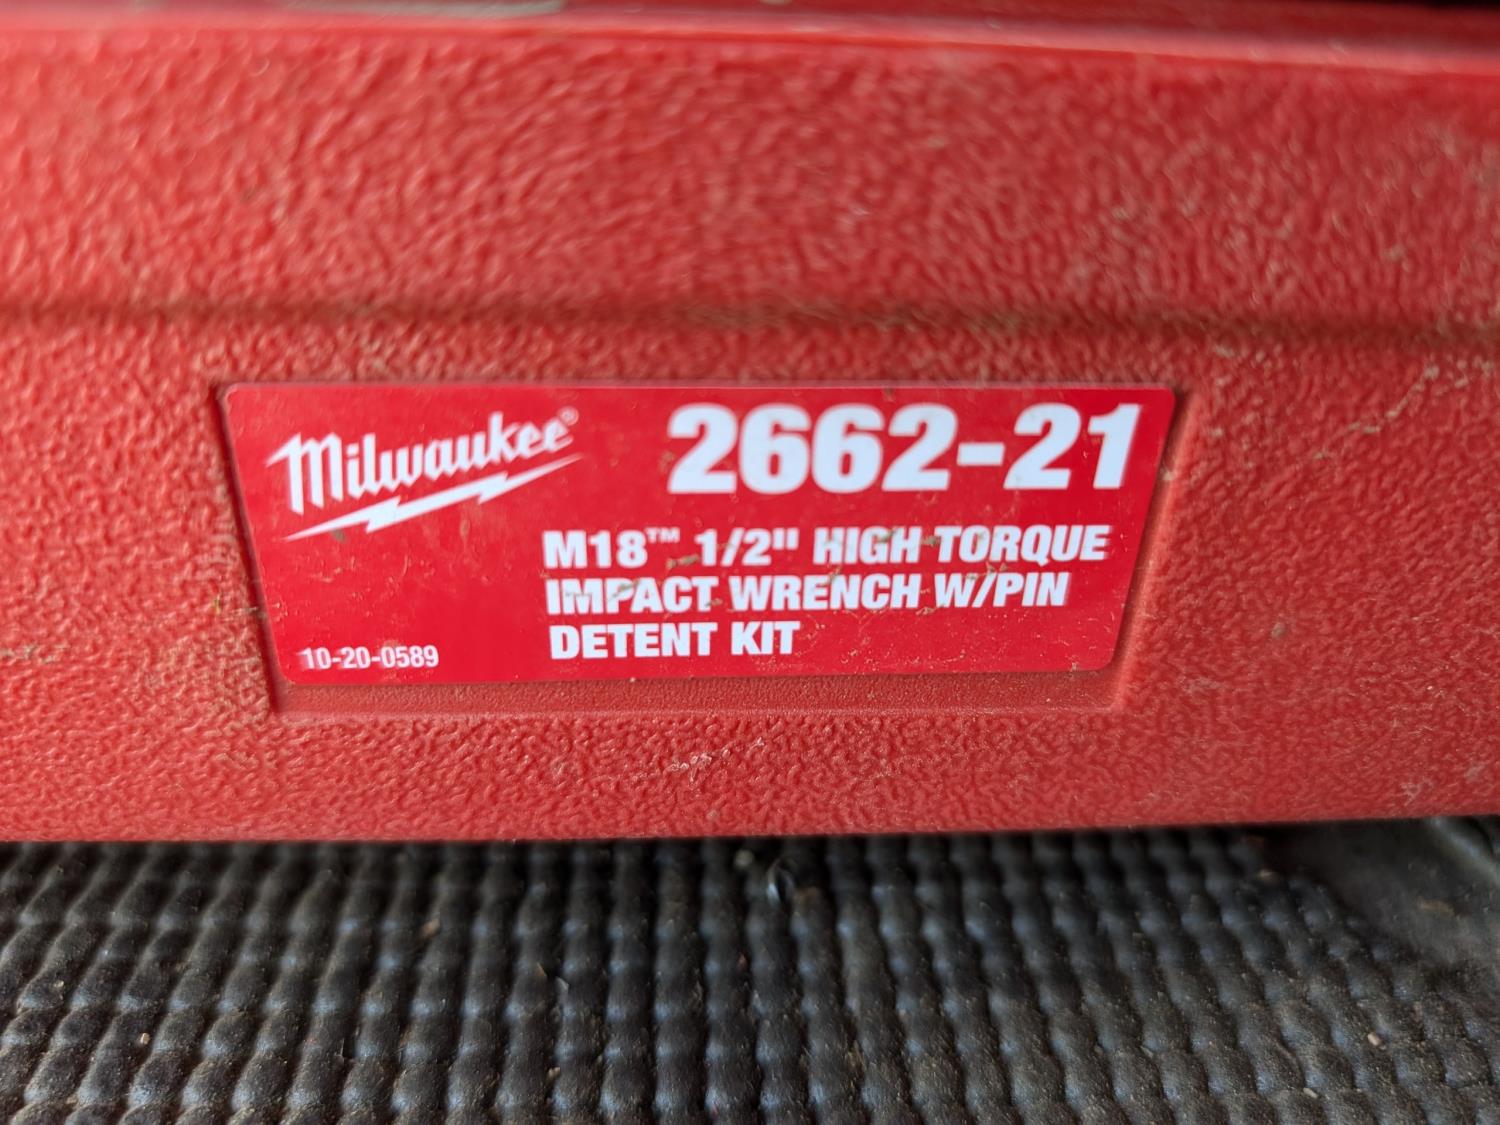 Milwaukee®
2662-21
M18™ 1/2" HIGH TORQUE
IMPACT WRENCH W/PIN
DETENT KIT
10-20-0589